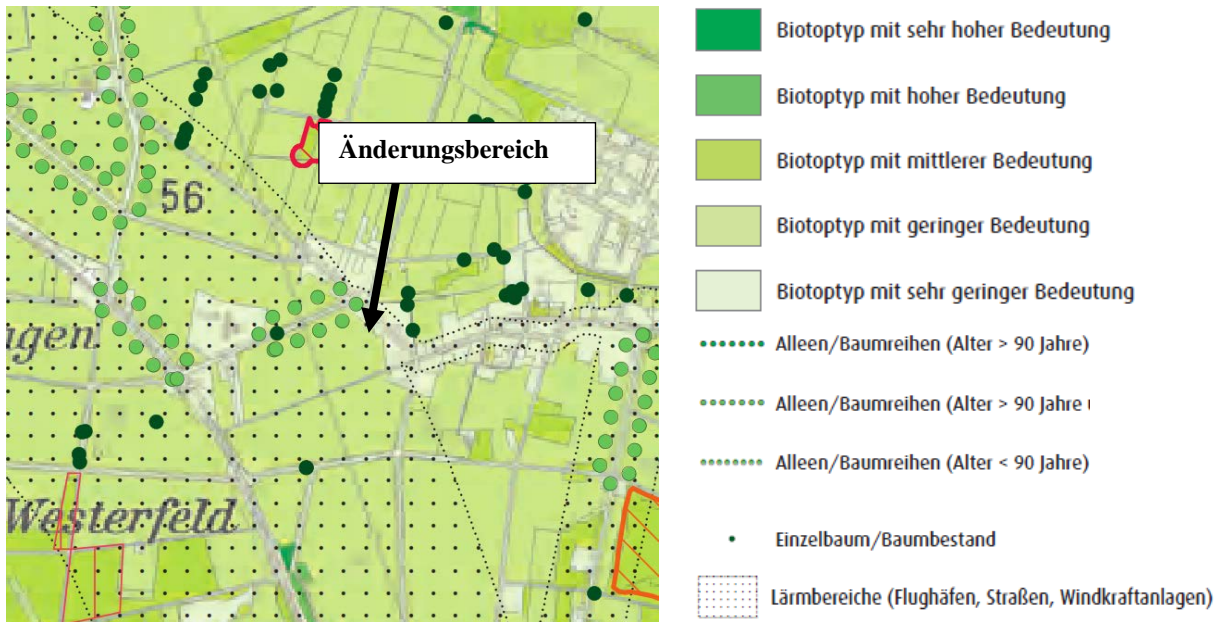 Änderungsbereich
56
gen
Westerfeld
Biotoptyp mit sehr hoher Bedeutung
Biotoptyp mit hoher Bedeutung
Biotoptyp mit mittlerer Bedeutung
Biotoptyp mit geringer Bedeutung
Biotoptyp mit sehr geringer Bedeutung
Alleen/Baumreihen (Alter > 90 Jahre)
Alleen/Baumreihen (Alter > 90 Jahre
Alleen/Baumreihen (Alter < 90 Jahre)
Einzelbaum/Baumbestand
Lärmbereiche (Flughäfen, Straßen, Windkraftanlagen)